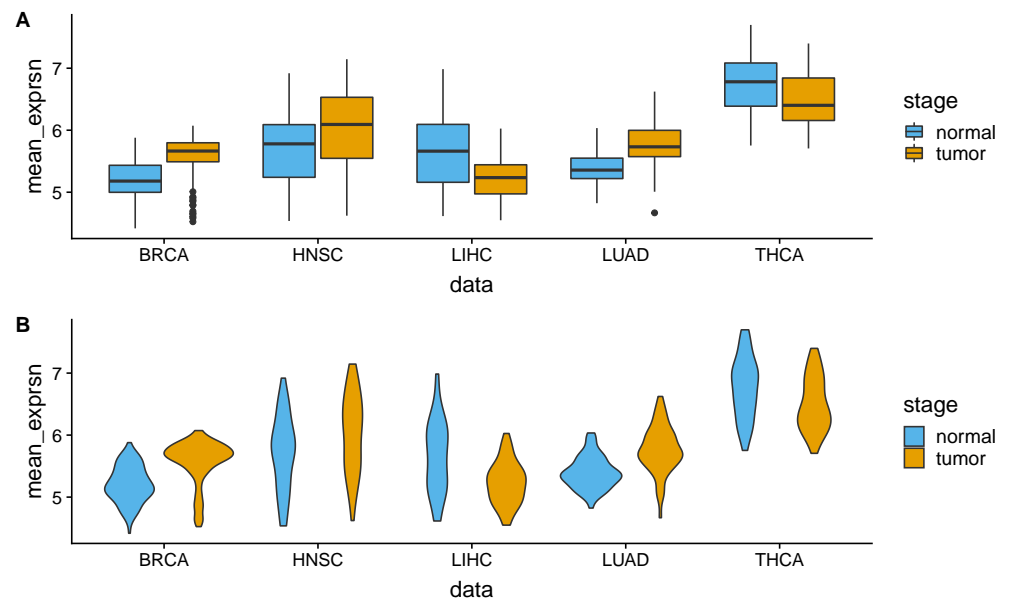 A
mean_exprsn
7
6
5
BRCA HNSC LIHC LUAD THCA
data
stage
normal
tumor
B
mean_exprsn
7
6
5
BRCA HNSC LIHC LUAD THCA
data
stage
normal
tumor